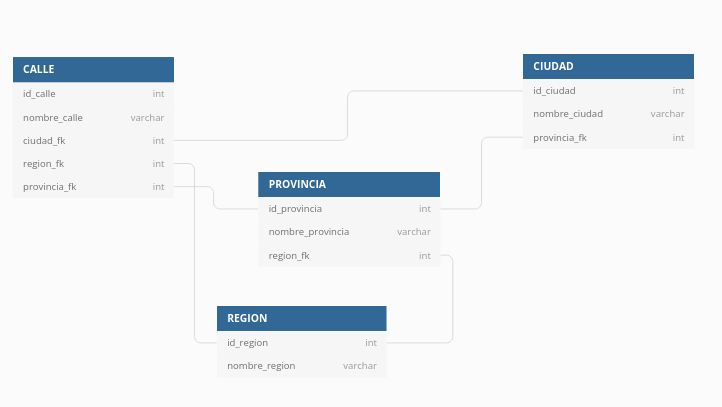 CALLE
id_calle int
nombre_calle varchar
ciudad_fk int
region_fk int
provincia_fk int
CIUDAD
id_ciudad int
nombre_ciudad varchar
provincia_fk int
PROVINCIA
id_provincia int
nombre_provincia varchar
region_fk int
REGION
id_region int
nombre_region varchar